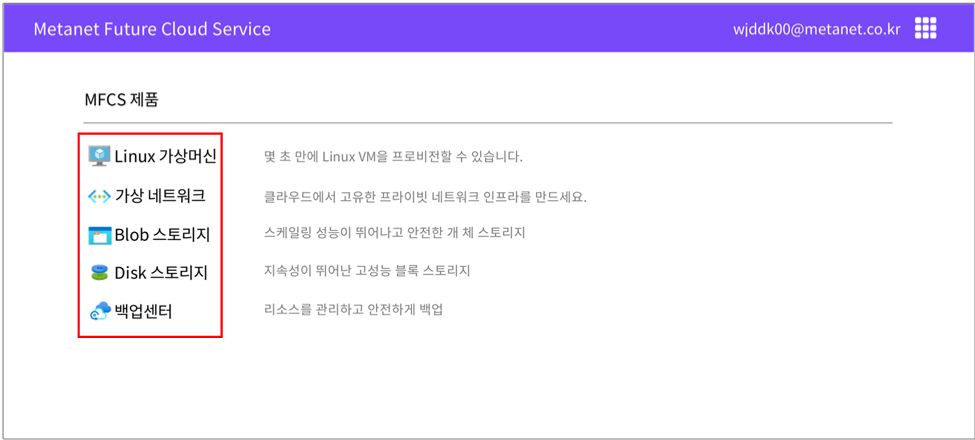 Metanet Future Cloud Service wjddk00@metanet.co.kr
MFCS 제품
Linux 가상머신 몇 초 만에 Linux VM을 프로비전할 수 있습니다.
가상 네트워크 클라우드에서 고유한 프라이빗 네트워크 인프라를 만드세요.
Blob 스토리지 스케일링 성능이 뛰어나고 안전한 개 체 스토리지
Disk 스토리지 지속성이 뛰어난 고성능 블록 스토리지
백업센터 리소스를 관리하고 안전하게 백업